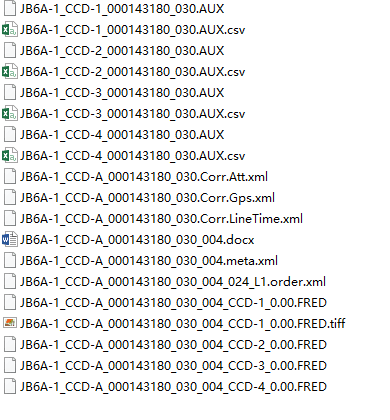 JB6A-1_CCD-1_000143180_030.AUX
JB6A-1_CCD-1_000143180_030.AUX.csv
JB6A-1_CCD-2_000143180_030.AUX
JB6A-1_CCD-2_000143180_030.AUX.csv
JB6A-1_CCD-3_000143180_030.AUX
JB6A-1_CCD-3_000143180_030.AUX.csv
JB6A-1_CCD-4_000143180_030.AUX
JB6A-1_CCD-4_000143180_030.AUX.csv
JB6A-1_CCD-A_000143180_030.Corr.Att.xml
JB6A-1_CCD-A_000143180_030.Corr.Gps.xml
JB6A-1_CCD-A_000143180_030.Corr.LineTime.xml
JB6A-1_CCD-A_000143180_030_004.docx
JB6A-1_CCD-A_000143180_030_004.meta.xml
JB6A-1_CCD-A_000143180_030_004_024_L1.order.xml
JB6A-1_CCD-A_000143180_030_004_CCD-1_0.00.FRED
JB6A-1_CCD-A_000143180_030_004_CCD-1_0.00.FRED.tiff
JB6A-1_CCD-A_000143180_030_004_CCD-2_0.00.FRED
JB6A-1_CCD-A_000143180_030_004_CCD-3_0.00.FRED
JB6A-1_CCD-A_000143180_030_004_CCD-4_0.00.FRED